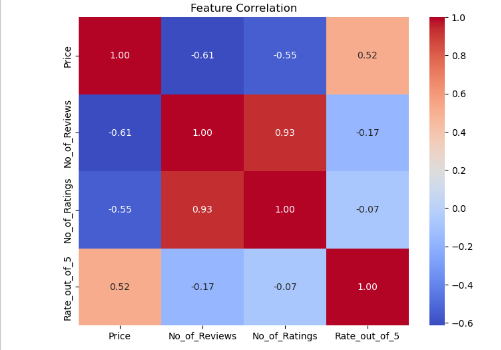 Feature Correlation
Price
No_of_Reviews
No_of_Ratings
Rate_out_of_5
1.00 -0.61 -0.55 0.52
-0.61 1.00 0.93 -0.17
-0.55 0.93 1.00 -0.07
0.52 -0.17 -0.07 1.00
Price No_of_Reviews No_of_Ratings Rate_out_of_5
1.0
0.8
0.6
0.4
0.2
0.0
−0.2
−0.4
−0.6